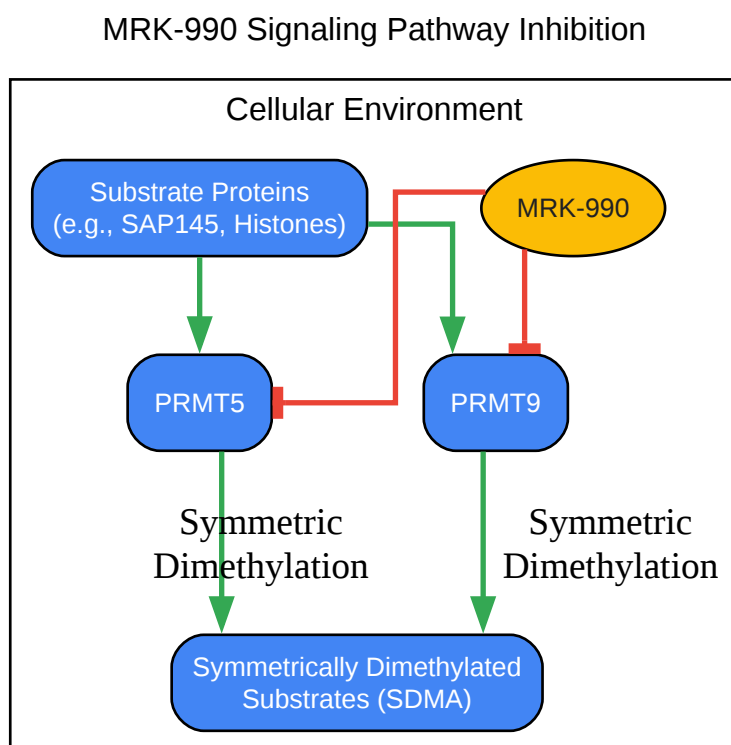 MRK-990 Signaling Pathway Inhibition
Cellular Environment
Substrate Proteins
(e.g., SAP145, Histones)
MRK-990
PRMT5
PRMT9
Symmetric
Dimethylation
Symmetric
Dimethylation
Symmetrically Dimethylated
Substrates (SDMA)